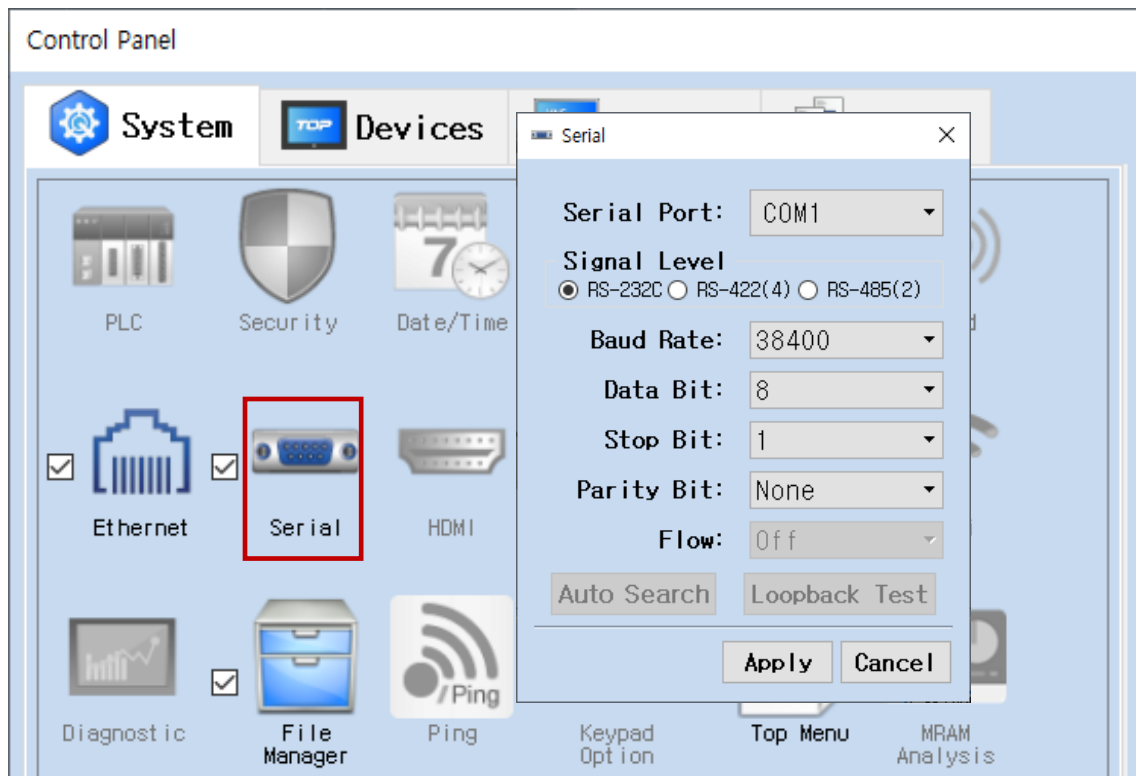 Control Panel
System
TOP
Devices
Serial
Serial Port:
COM1
Signal Level
RS-232C
RS-422(4)
RS-485(2)
7
PLC
Security
Date/Time
Baud Rate:
38400
Data Bit:
8
Stop Bit:
1
Parity Bit:
None
Ethernet
Serial
HDMI
Flow:
Off
Auto Search
Loopback Test
Apply
Cancel
/Ping
Diagnostic
File
Manager
Ping
Keypad
Option
Top Menu
MRAM
Analysis